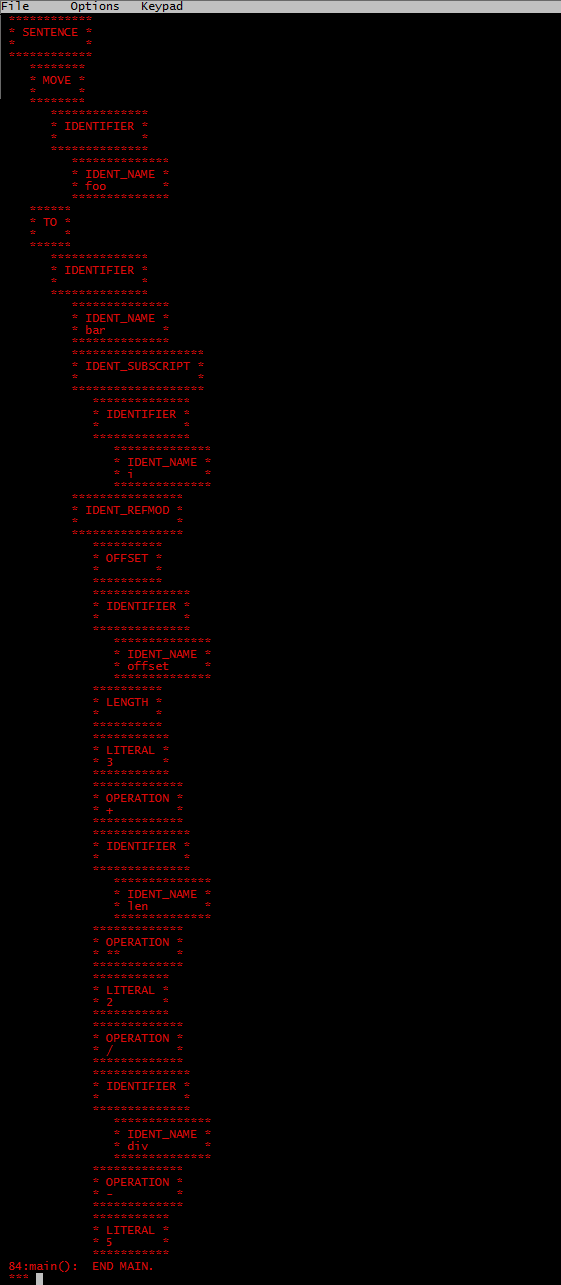 File Options Keypad
************
* SENTENCE *
* *
************
********
* MOVE *
* *
********
**************
* IDENTIFIER *
* *
**************
**************
* IDENT_NAME *
* foo *
**************
******
* TO *
* *
******
**************
* IDENTIFIER *
* *
**************
**************
* IDENT_NAME *
* bar *
**************
*******************
* IDENT_SUBSCRIPT *
* *
*******************
**************
* IDENTIFIER *
* *
**************
**************
* IDENT_NAME *
* i *
**************
****************
* IDENT_REFMOD *
* *
****************
**********
* OFFSET *
* *
**********
**************
* IDENTIFIER *
* *
**************
**************
* IDENT_NAME *
* offset *
**************
**********
* LENGTH *
* *
**********
***********
* LITERAL *
* 3 *
***********
*************
* OPERATION *
* + *
*************
**************
* IDENTIFIER *
* *
**************
**************
* IDENT_NAME *
* len *
**************
*************
* OPERATION *
* ** *
*************
***********
* LITERAL *
* 2 *
***********
*************
* OPERATION *
* / *
*************
**************
* IDENTIFIER *
* *
**************
**************
* IDENT_NAME *
* div *
**************
*************
* OPERATION *
* - *
*************
***********
* LITERAL *
* 5 *
***********
84:main(): END MAIN.
***